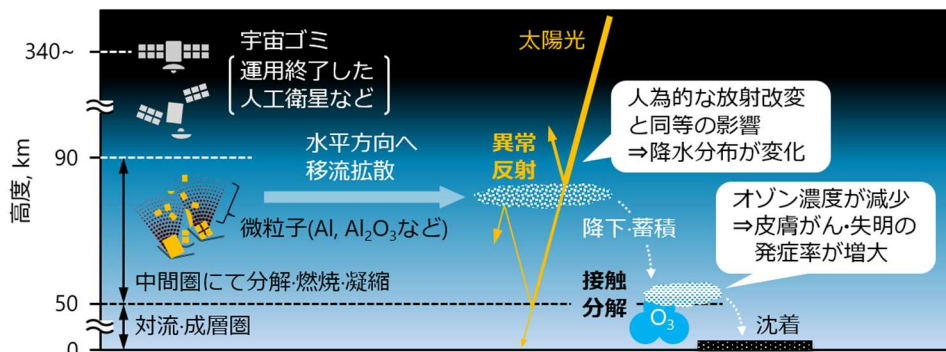 340~
90
50
0
高度, km
宇宙ゴミ
運用終了した
人工衛星など
水平方向へ
移流拡散
微粒子(Al, Al₂O₃など)
中間圏にて分解·燃焼·凝縮
対流·成層圏
太陽光
異常
反射
人為的な放射改変
と同等の影響
⇒降水分布が変化
降下·蓄積
オゾン濃度が減少
⇒皮膚がん·失明の
発症率が増大
接触
分解
O₃
沈着